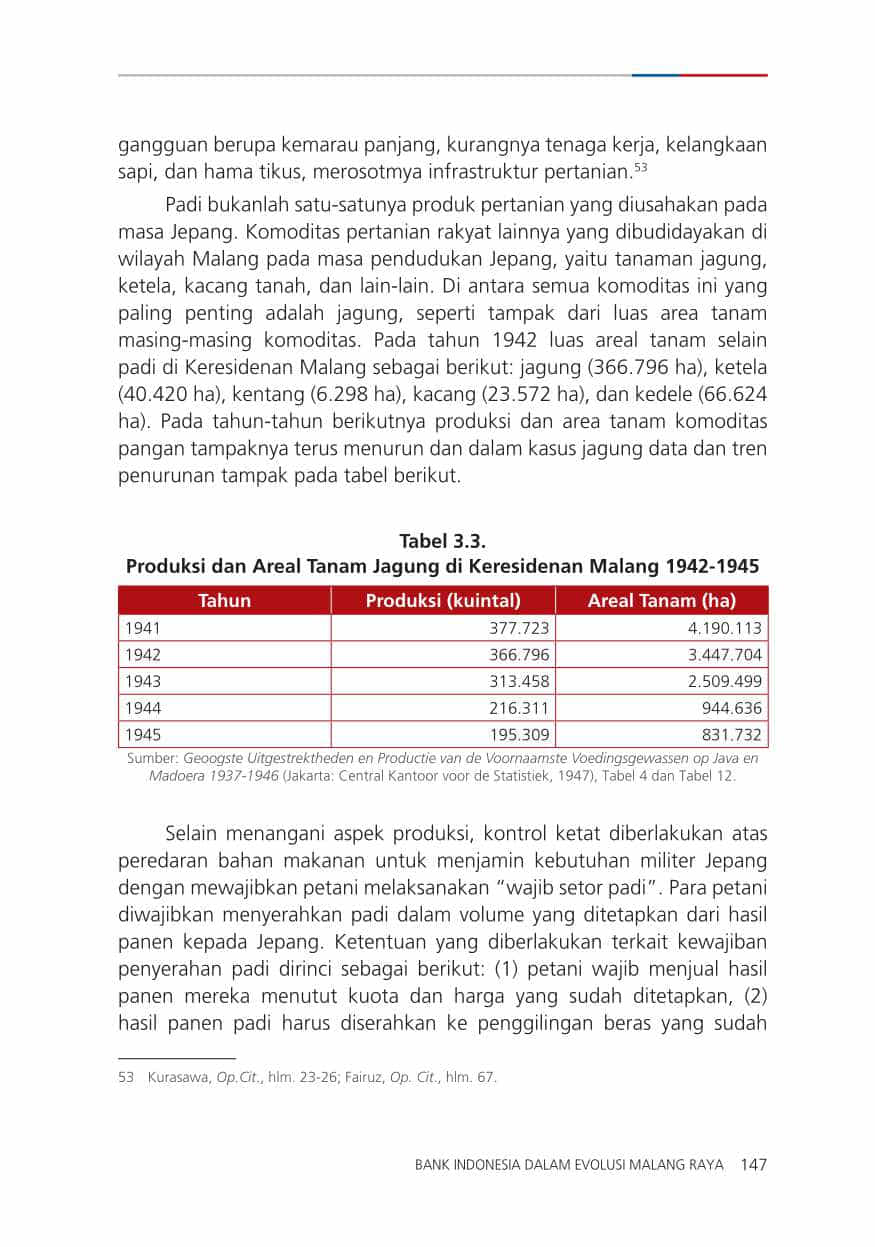 gangguan berupa kemarau panjang, kurangnya tenaga kerja, kelangkaan
sapi, dan hama tikus, merosotmya infrastruktur pertanian.53
Padi bukanlah satu-satunya produk pertanian yang diusahakan pada
masa Jepang. Komoditas pertanian rakyat lainnya yang dibudidayakan di
wilayah Malang pada masa pendudukan Jepang, yaitu tanaman jagung,
ketela, kacang tanah, dan lain-lain. Di antara semua komoditas ini yang
paling penting adalah jagung, seperti tampak dari luas area tanam
masing-masing komoditas. Pada tahun 1942 luas areal tanam selain
padi di Keresidenan Malang sebagai berikut: jagung (366.796 ha), ketela
(40.420 ha), kentang (6.298 ha), kacang (23.572 ha), dan kedele (66.624
ha). Pada tahun-tahun berikutnya produksi dan area tanam komoditas
pangan tampaknya terus menurun dan dalam kasus jagung data dan tren
penurunan tampak pada tabel berikut.
Tabel 3.3.
Produksi dan Areal Tanam Jagung di Keresidenan Malang 1942-1945
Tahun Produksi (kuintal) Areal Tanam (ha)
1941 377.723 4.190.113
1942 366.796 3.447.704
1943 313.458 2.509.499
1944 216.311 944.636
1945 195.309 831.732
Sumber: Geoogste Uitgestrektheden en Productie van de Voornaamste Voedingsgewassen op Java en
Madoera 1937-1946 (Jakarta: Central Kantoor voor de Statistiek, 1947), Tabel 4 dan Tabel 12.
Selain menangani aspek produksi, kontrol ketat diberlakukan atas
peredaran bahan makanan untuk menjamin kebutuhan militer Jepang
dengan mewajibkan petani melaksanakan “wajib setor padi”. Para petani
diwajibkan menyerahkan padi dalam volume yang ditetapkan dari hasil
panen kepada Jepang. Ketentuan yang diberlakukan terkait kewajiban
penyerahan padi dirinci sebagai berikut: (1) petani wajib menjual hasil
panen mereka menutut kuota dan harga yang sudah ditetapkan, (2)
hasil panen padi harus diserahkan ke penggilingan beras yang sudah
53 Kurasawa, Op.Cit., hlm. 23-26; Fairuz, Op. Cit., hlm. 67.
BANK INDONESIA DALAM EVOLUSI MALANG RAYA 147